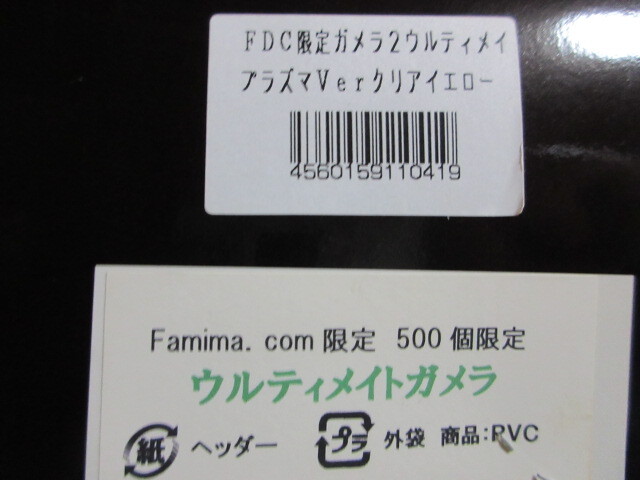 FDC限定ガメラ2ウルティメイ
プラズマVerクリアイエロー
4560159110419
Famima. com限定 500個限定
ウルティメイトガメラ
紙 ヘッダー プラ 外袋 商品:PVC